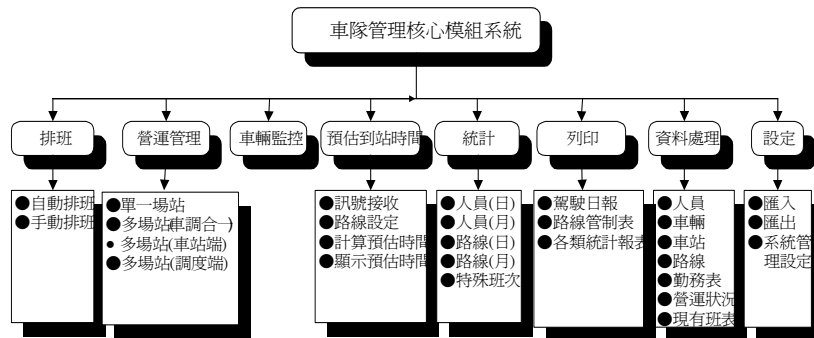 車隊管理核心模組系統
排班
營運管理
車輛監控
預估到站時間
統計
列印
資料處理
設定
●自動排班
●手動排班
●單一場站
●多場站(車調合一)
• 多場站(車站端)
●多場站(調度端)
●訊號接收
●路線設定
●計算預估時間
●顯示預估時間
●人員(日)
●人員(月)
●路線(日)
●路線(月)
●特殊班次
●駕駛日報
●路線管制表
●各類統計報表
●人員
●車輛
●車站
●路線
●勤務表
●營運狀況
●現有班表
●匯入
●匯出
●系統管
理設定